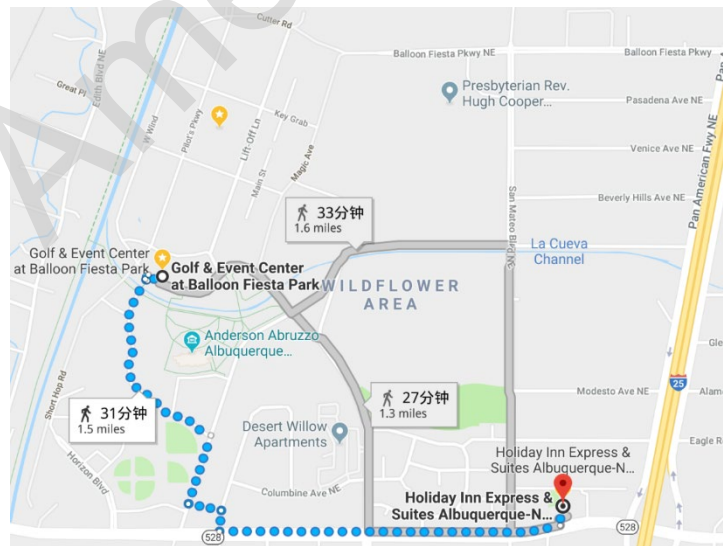 Ame
Cutter Rd
Balloon Fiesta Pkwy NE
Balloon Fiesta Pkwy
Edith Blvd NE
Great Pl
Presbyterian Rev.
Hugh Cooper...
Pasadena Ave NE
Pan American Fwy NE
W Wind
Pilot's Pkwy
Lift-Off Ln
Key Grab
Main St
Magic Ave
Venice Ave NE
San Mateo Blvd NE
Beverly Hills Ave NE
33分钟
1.6 miles
Golf & Event Center
at Balloon Fiesta Park
Golf & Event Center
at Balloon Fiesta Park
La Cueva
Channel
WILDFLOWER
AREA
Anderson Abruzzo
Albuquerque...
25
Short Hop Rd
31分钟
1.5 miles
27分钟
1.3 miles
Modesto Ave NE
Desert Willow
Apartments
Horizon Blvd
Holiday Inn Express &
Suites Albuquerque-N...
Columbine Ave NE
Holiday Inn Express &
Suites Albuquerque-N...
Eagle R
528
528